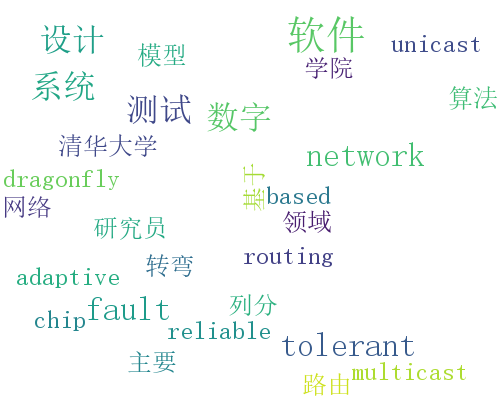 软件
设计
unicast
模型
学院
系统
算法
测试
数字
清华大学
network
dragonfly
基于
based
网络
领域
研究员
routing
转弯
adaptive
列分
fault
chip
reliable
tolerant
主要
multicast
路由